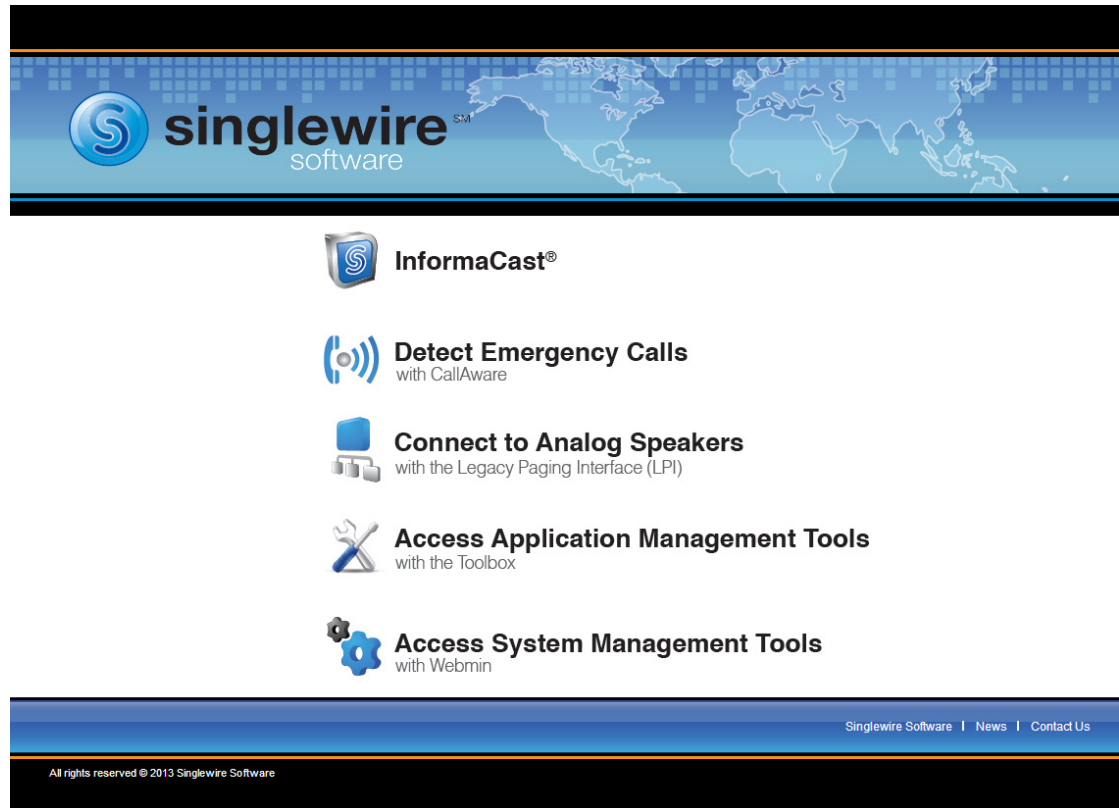 singlewire SM
software
InformaCast®
Detect Emergency Calls
with CallAware
Connect to Analog Speakers
with the Legacy Paging Interface (LPI)
Access Application Management Tools
with the Toolbox
Access System Management Tools
with Webmin
Singlewire Software | News | Contact Us
All rights reserved © 2013 Singlewire Software